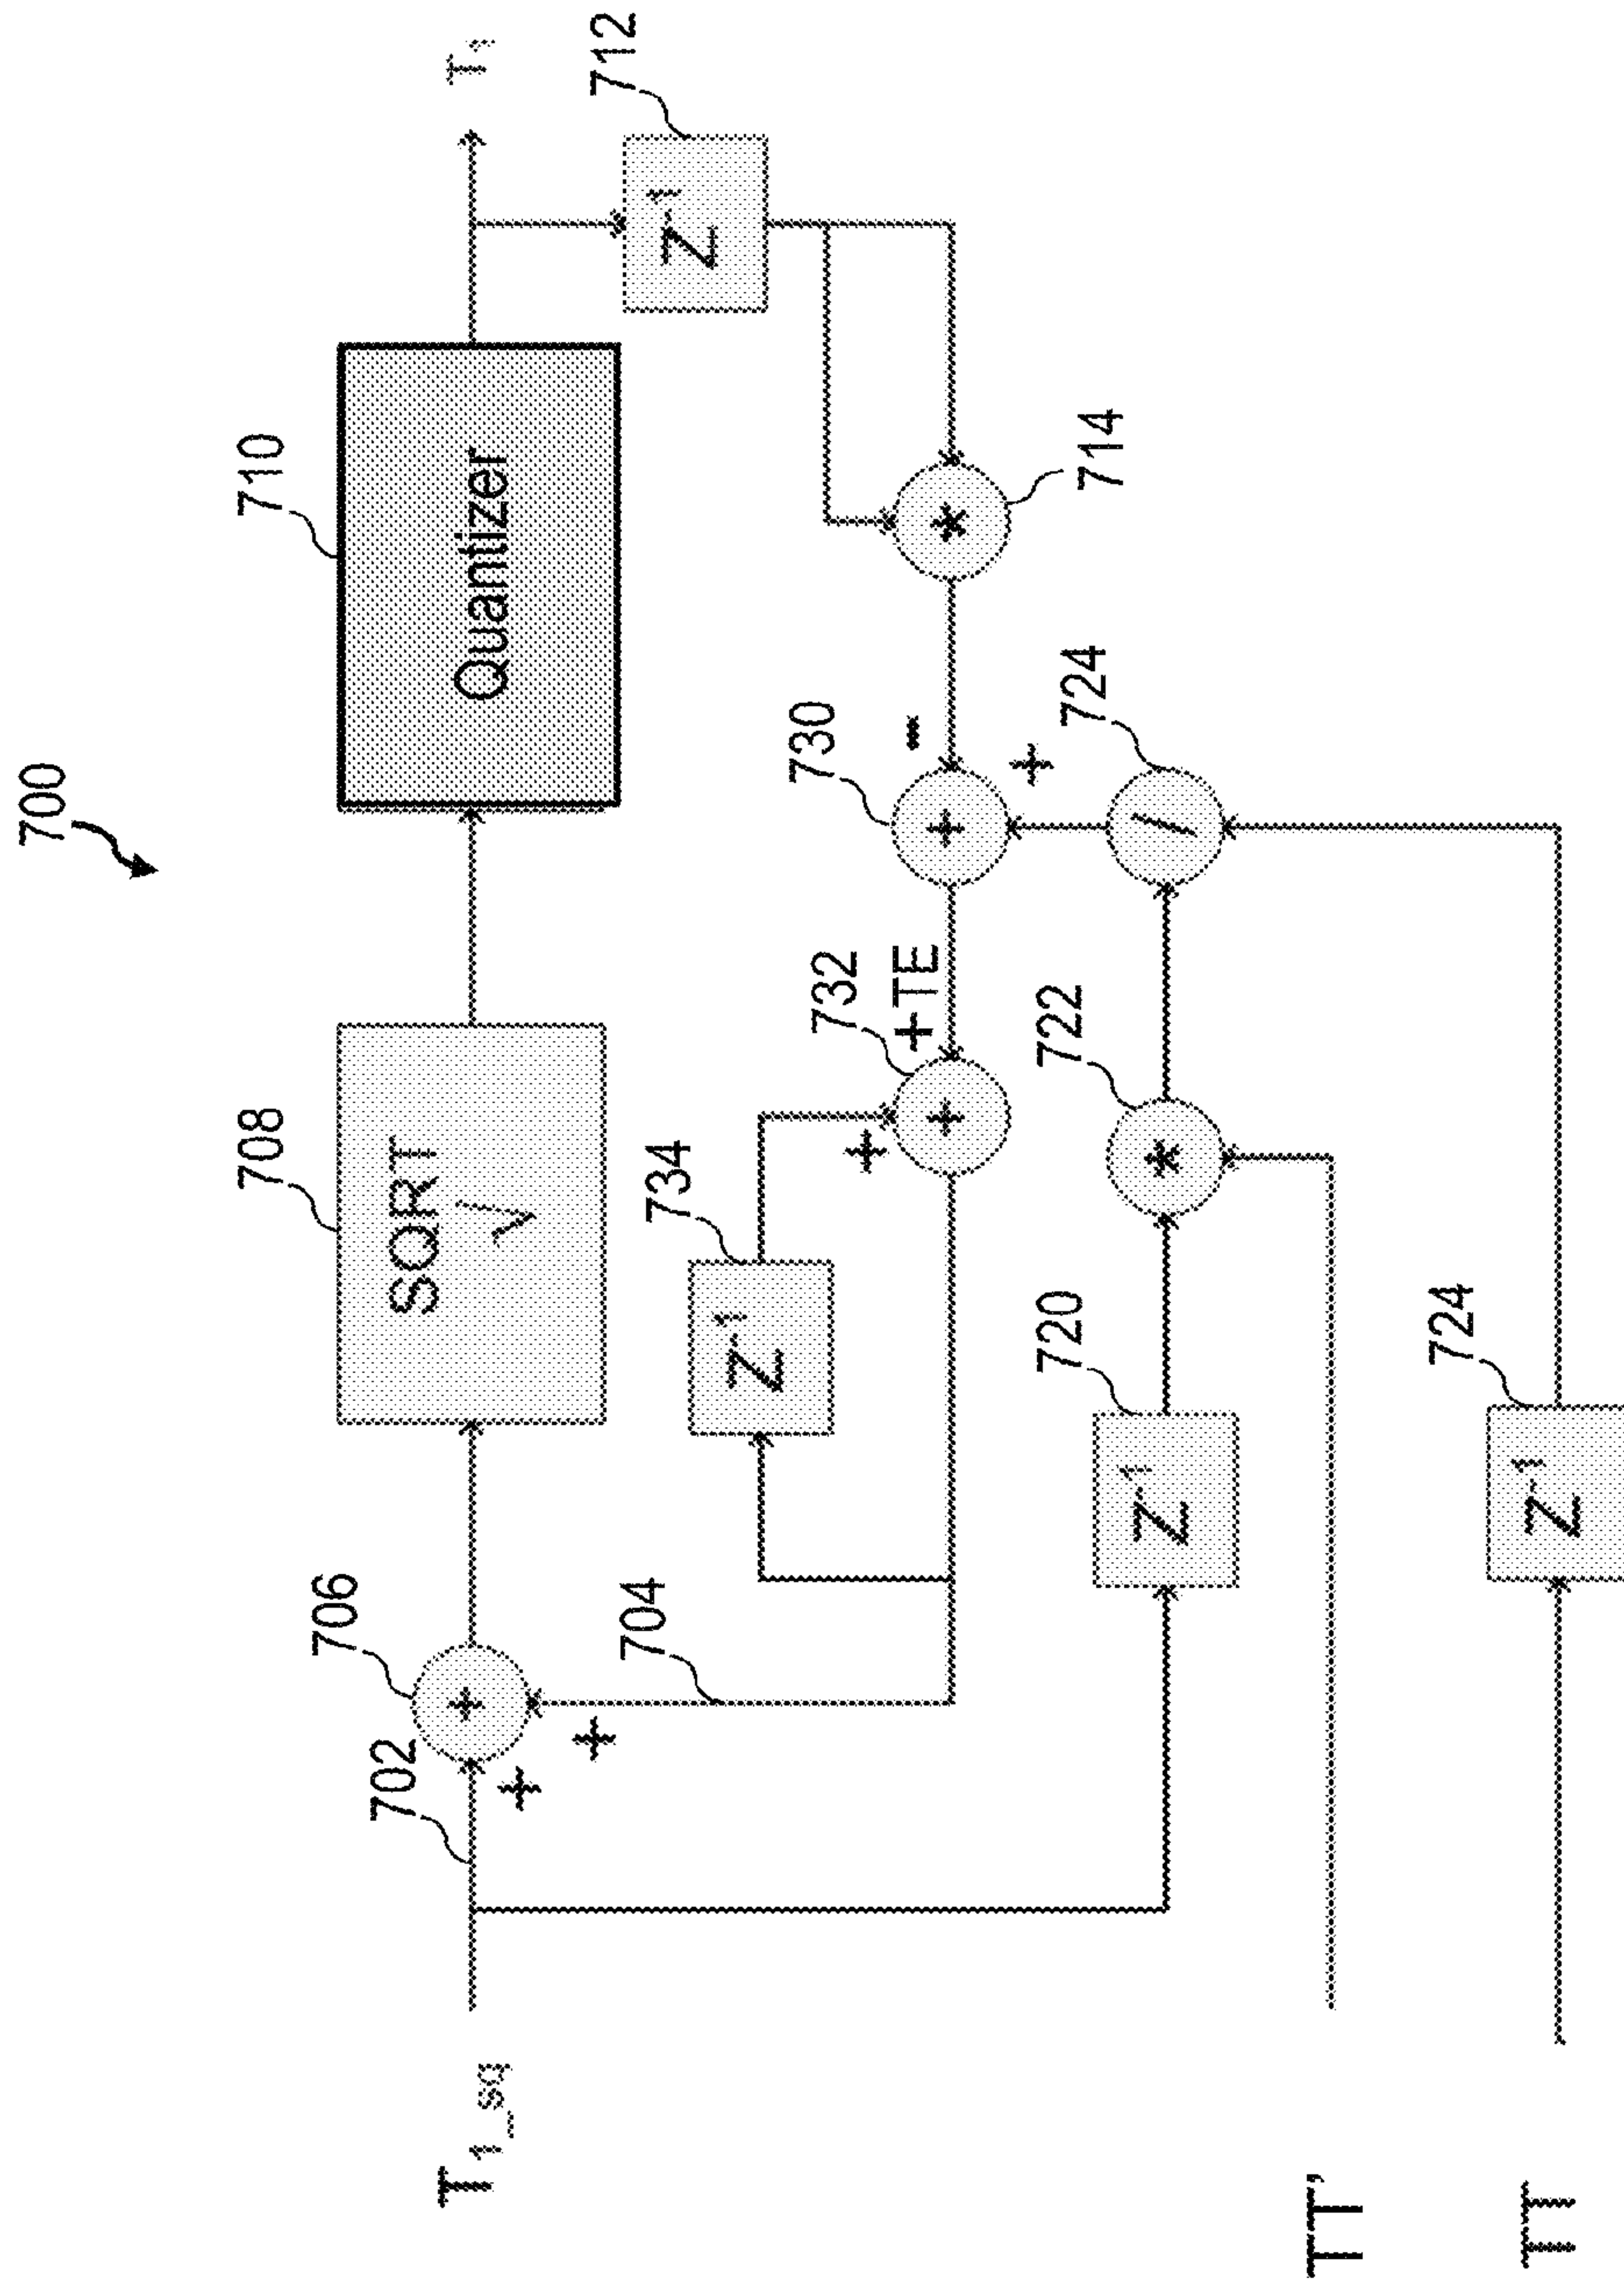 700
710
Quantizer
T₁
712
Z⁻¹
708
SQRT
√
706
+
702
+
+
T₁_sq
704
734
Z⁻¹
732
+
+
+ TE
730
+
-
+
714
*
724
/
722
*
720
Z⁻¹
724
Z⁻¹
TT'
TT